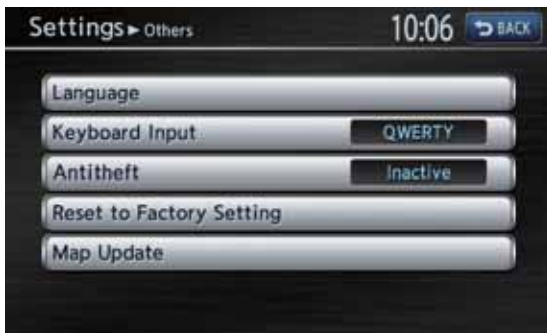 Settings ► Others 10:06 BACK
Language
Keyboard Input QWERTY
Antitheft Inactive
Reset to Factory Setting
Map Update